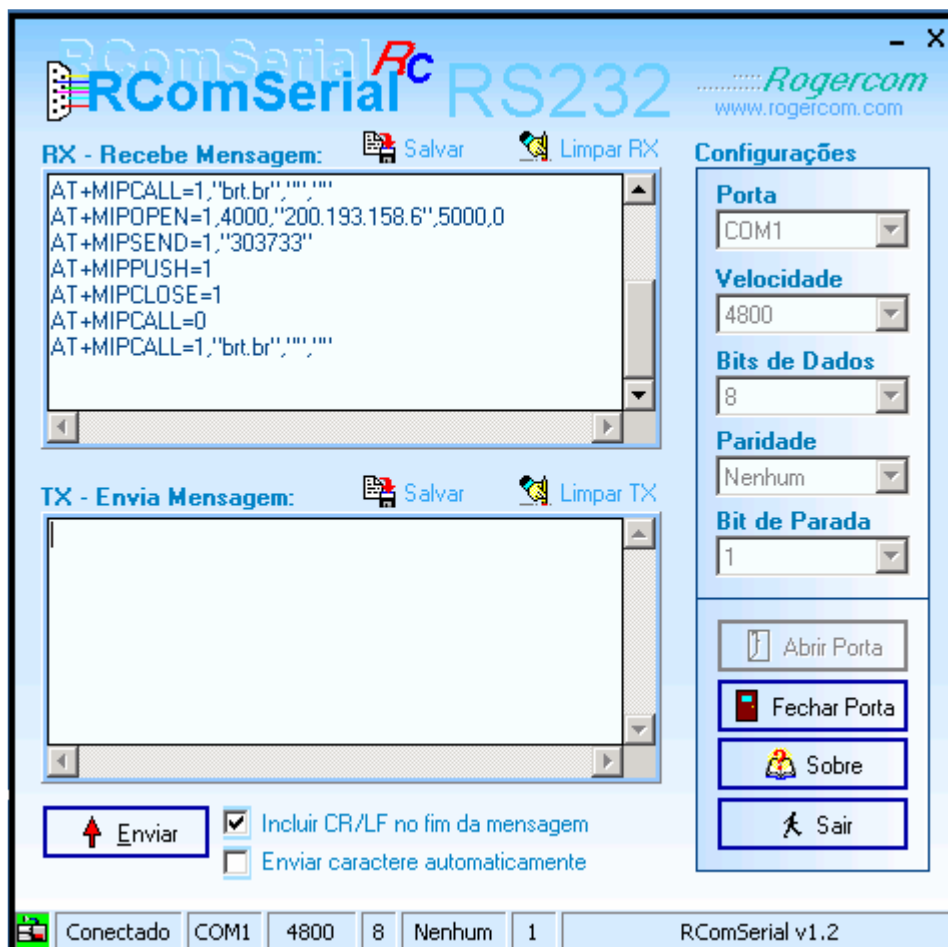 RComSerial
RComSerial RC RS232
..........Rogercom
www.rogercom.com
RX - Recebe Mensagem: Salvar Limpar RX
AT+MIPCALL=1,"brt.br","",""
AT+MIPOPEN=1,4000,"200.193.158.6",5000,0
AT+MIPSEND=1,"303733"
AT+MIPPUSH=1
AT+MIPCLOSE=1
AT+MIPCALL=0
AT+MIPCALL=1,"brt.br","",""
TX - Envia Mensagem: Salvar Limpar TX
Enviar
Incluir CR/LF no fim da mensagem
Enviar caractere automaticamente
Configurações
Porta
COM1
Velocidade
4800
Bits de Dados
8
Paridade
Nenhum
Bit de Parada
1
Abrir Porta
Fechar Porta
Sobre
Sair
Conectado COM1 4800 8 Nenhum 1 RComSerial v1.2